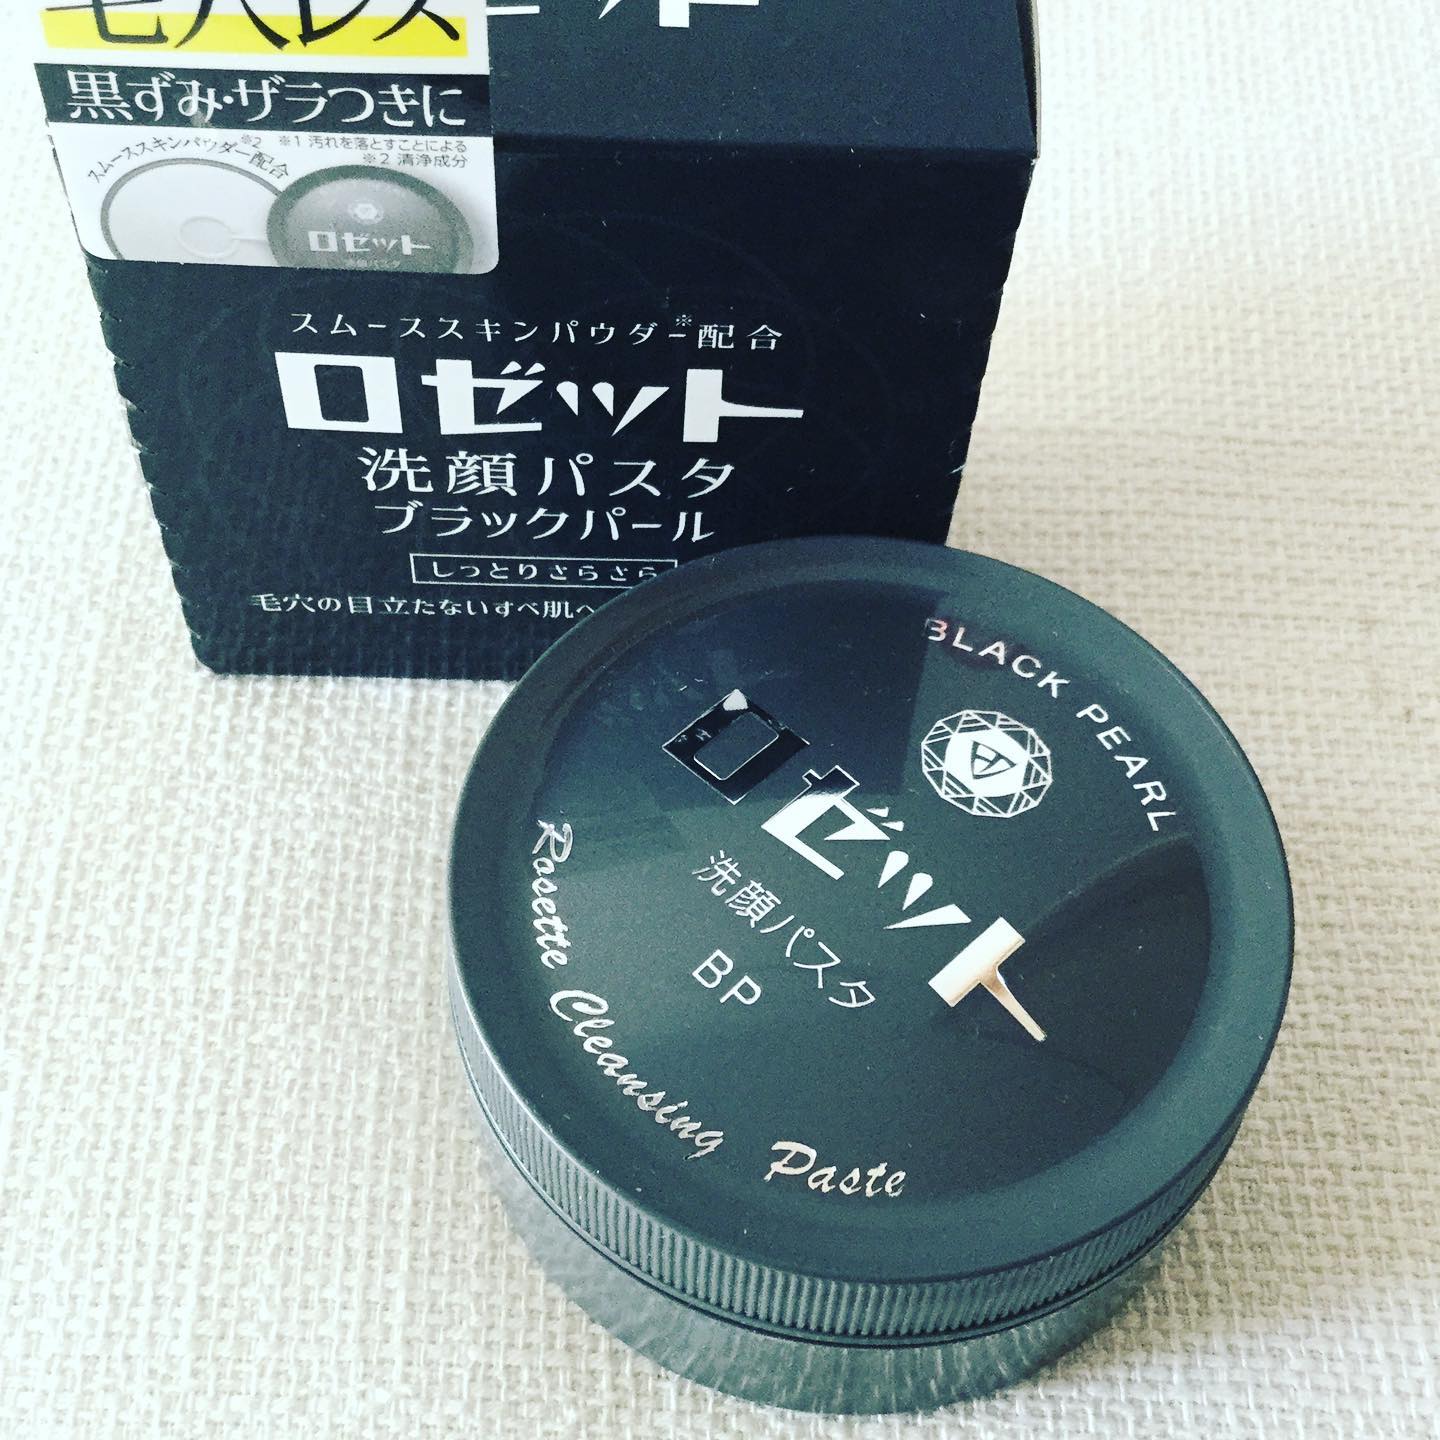 毛穴レス
黒ずみ・ザラつきに
スムーススキンパウダー※2配合
※1 汚れを落とすことによる
※2 清浄成分
ロゼット
洗顔パスタ
スムーススキンパウダー※配合
ロゼット
洗顔パスタ
ブラックパール
しっとりさらさら
毛穴の目立たないすべ肌へ
BLACK PEARL
ロゼット
洗顔パスタ
BP
Rosette Cleansing Paste